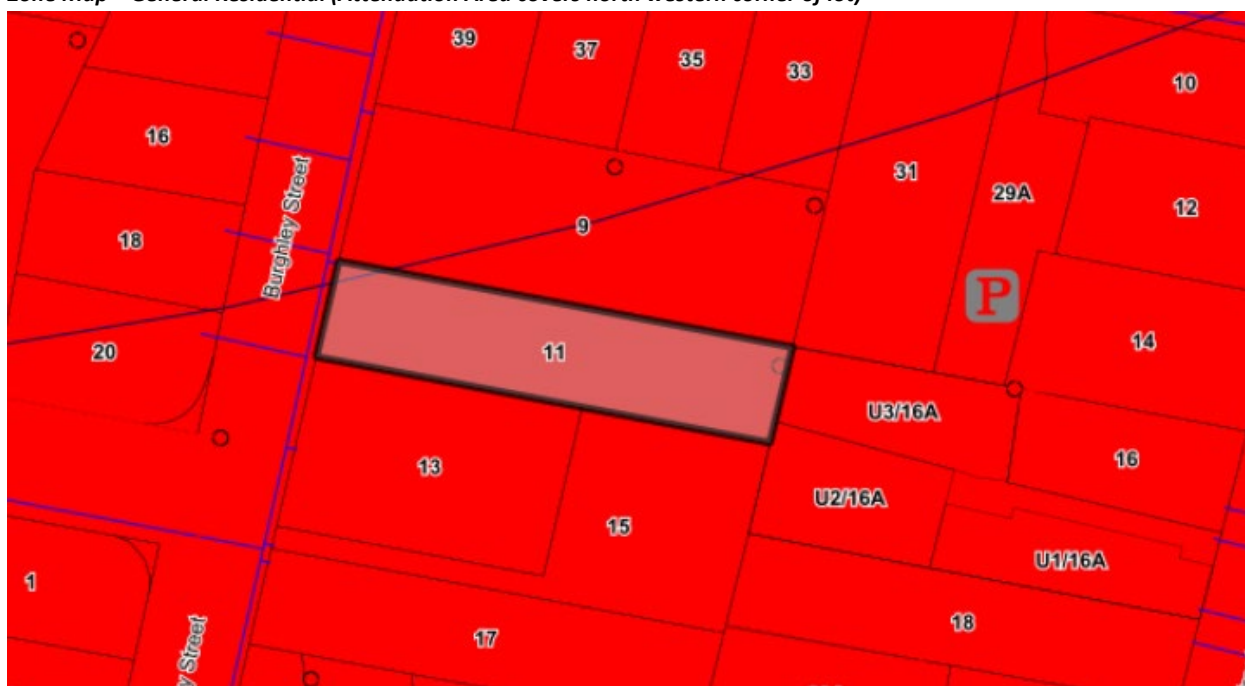 Zone Map – General Residential (Attenuation Area covers north western corner of lot)
39
37
35
33
10
16
31
29A
12
Burghley Street
9
18
P
20
11
14
U3/16A
13
16
U2/16A
15
U1/16A
1
18
17
y Street